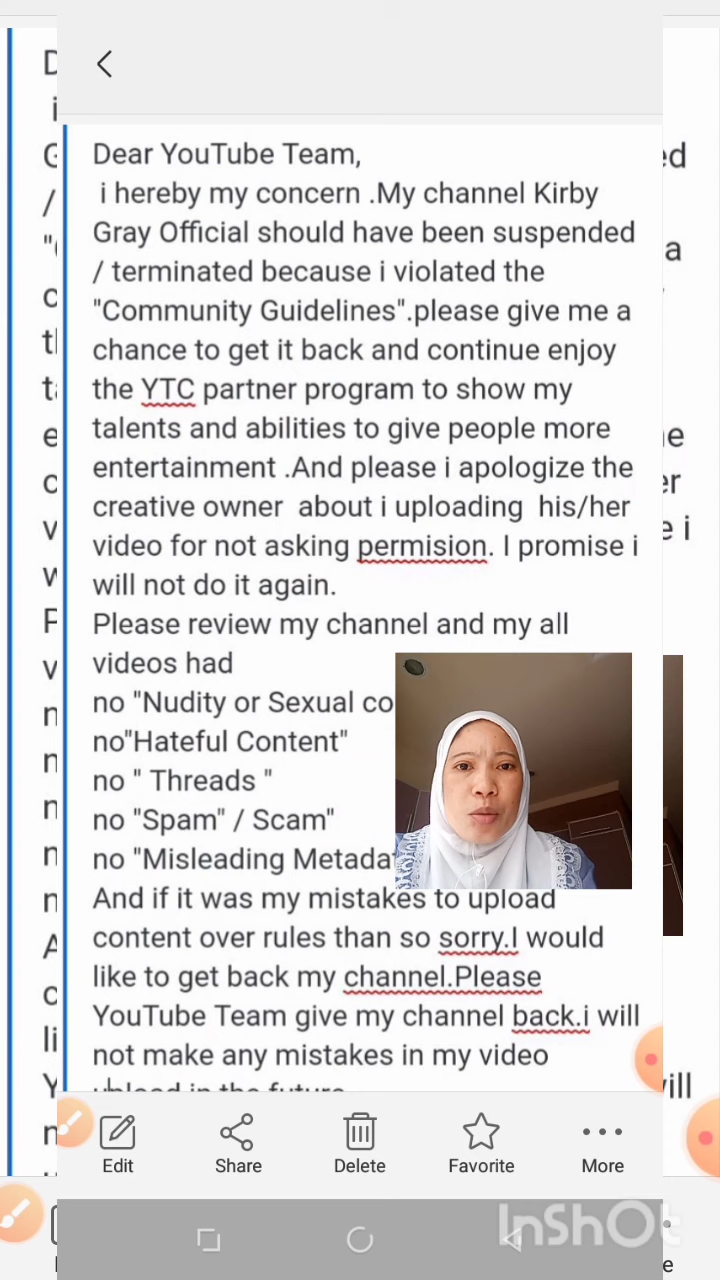 Dear YouTube Team,
i hereby my concern .My channel Kirby
Gray Official should have been suspended
/ terminated because i violated the
"Community Guidelines".please give me a
chance to get it back and continue enjoy
the YTC partner program to show my
talents and abilities to give people more
entertainment .And please i apologize the
creative owner about i uploading his/her
video for not asking permision. I promise i
will not do it again.
Please review my channel and my all
videos had
no "Nudity or Sexual co
no"Hateful Content"
no " Threads "
no "Spam" / Scam"
no "Misleading Metada
And if it was my mistakes to upload
content over rules than so sorry.I would
like to get back my channel.Please
YouTube Team give my channel back.i will
not make any mistakes in my video
upload in the future
Edit Share Delete Favorite More
InShOt